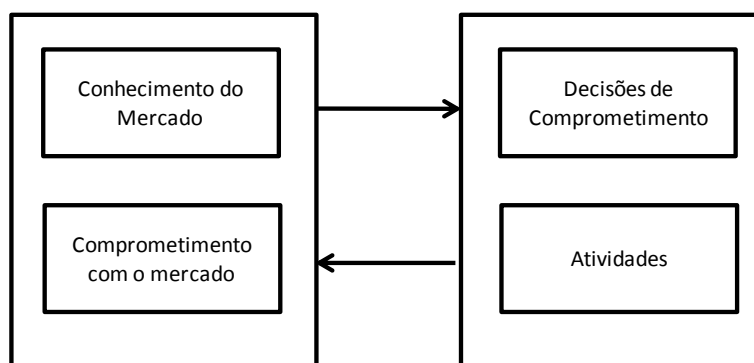 Conhecimento do
Mercado
Decisões de
Comprometimento
Comprometimento
com o mercado
Atividades